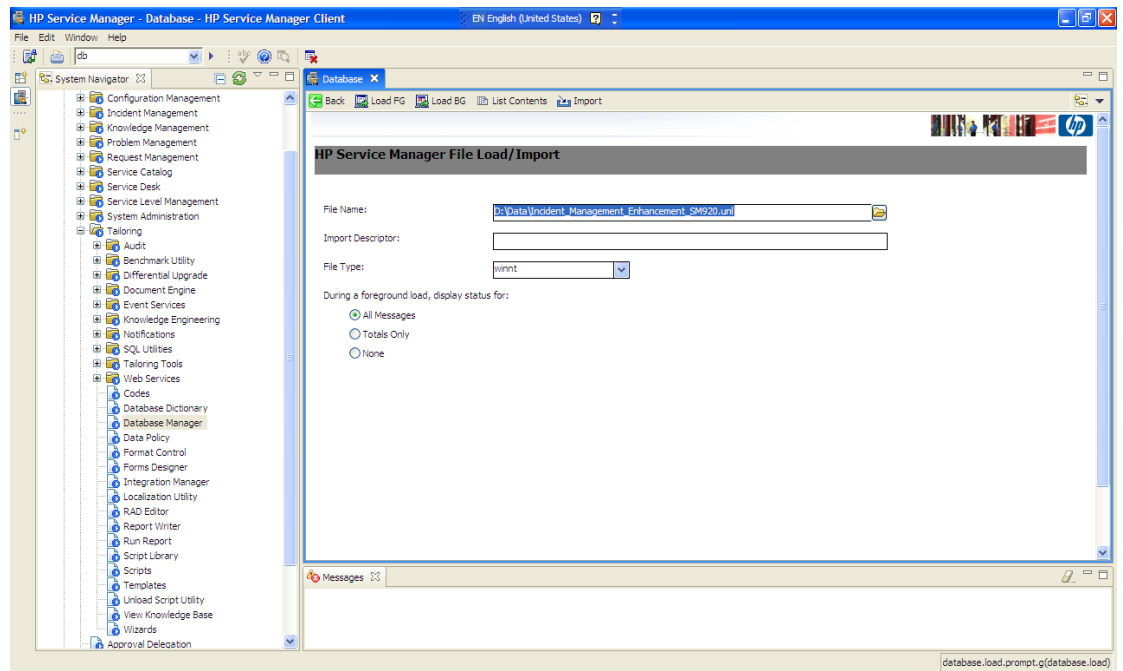 HP Service Manager - Database - HP Service Manager Client
EN English (United States)
File Edit Window Help
db
System Navigator
Configuration Management
Incident Management
Knowledge Management
Problem Management
Request Management
Service Catalog
Service Desk
Service Level Management
System Administration
Tailoring
Audit
Benchmark Utility
Differential Upgrade
Document Engine
Event Services
Knowledge Engineering
Notifications
SQL Utilities
Tailoring Tools
Web Services
Codes
Database Dictionary
Database Manager
Data Policy
Format Control
Forms Designer
Integration Manager
Localization Utility
RAD Editor
Report Writer
Run Report
Script Library
Scripts
Templates
Unload Script Utility
View Knowledge Base
Wizards
Approval Delegation
Database
Back Load FG Load BG List Contents Import
hp
HP Service Manager File Load/Import
File Name:
D:\Data\Incident_Management_Enhancement_SM920.unl
Import Descriptor:
File Type:
winnt
During a foreground load, display status for:
All Messages
Totals Only
None
Messages
database.load.prompt.g(database.load)